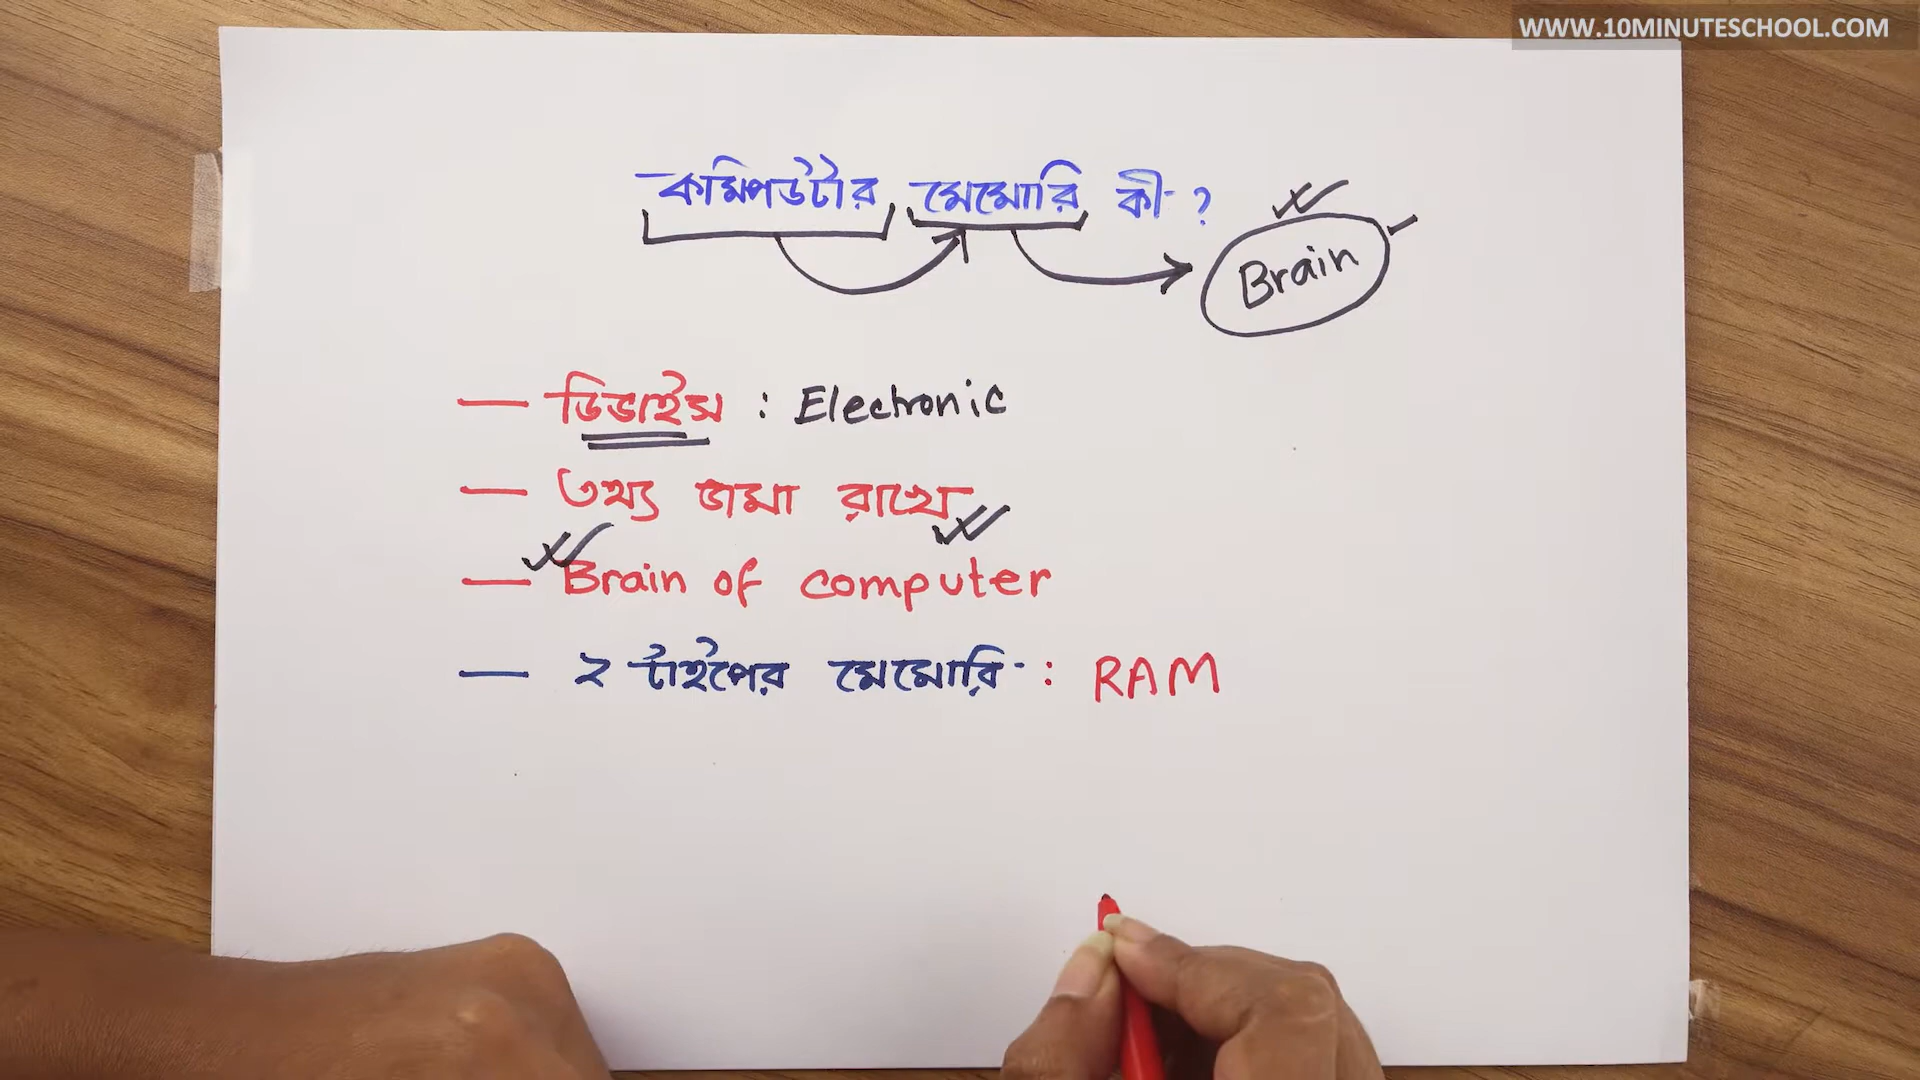 WWW.10MINUTESCHOOL.COM
কম্পিউটার মেমোরি কী ?
Brain
— ডিভাইস : Electronic
— তথ্য জমা রাখে
— Brain of computer
— ২ টাইপের মেমোরি : RAM